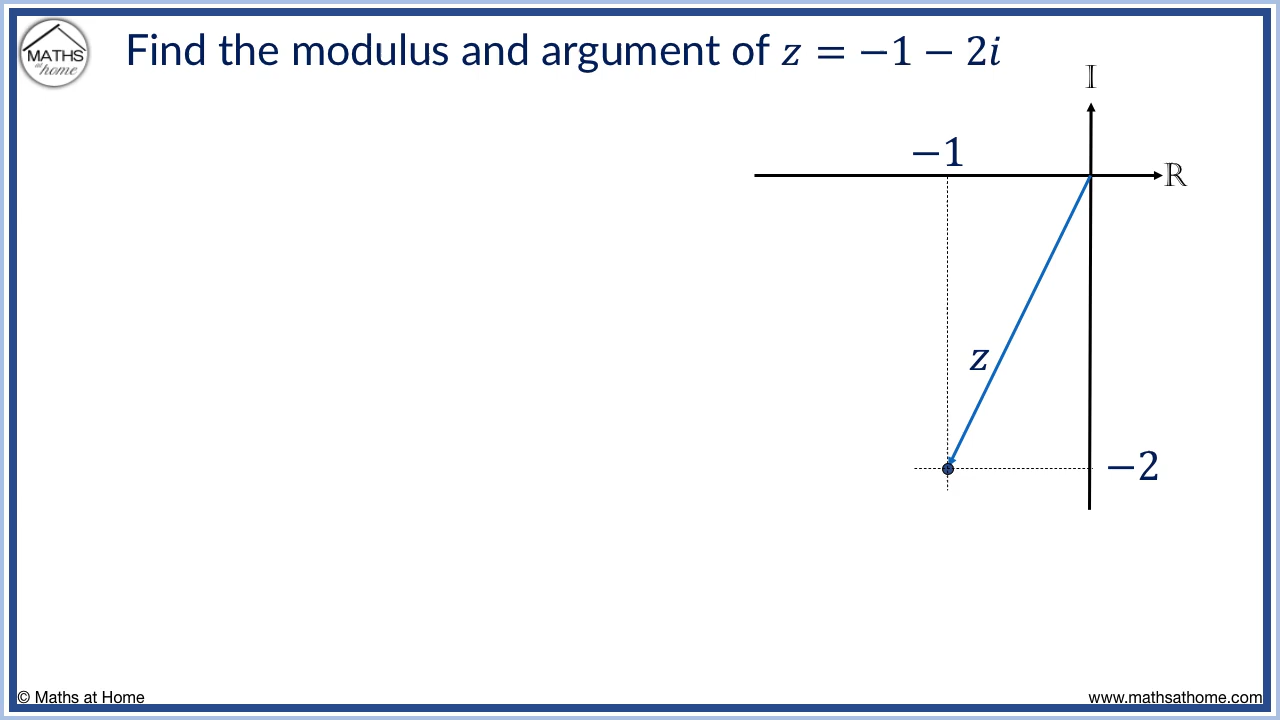 MATHS
at home
Find the modulus and argument of z = −1 − 2i
𝕀
−1
ℝ
z
−2
© Maths at Home
www.mathsathome.com